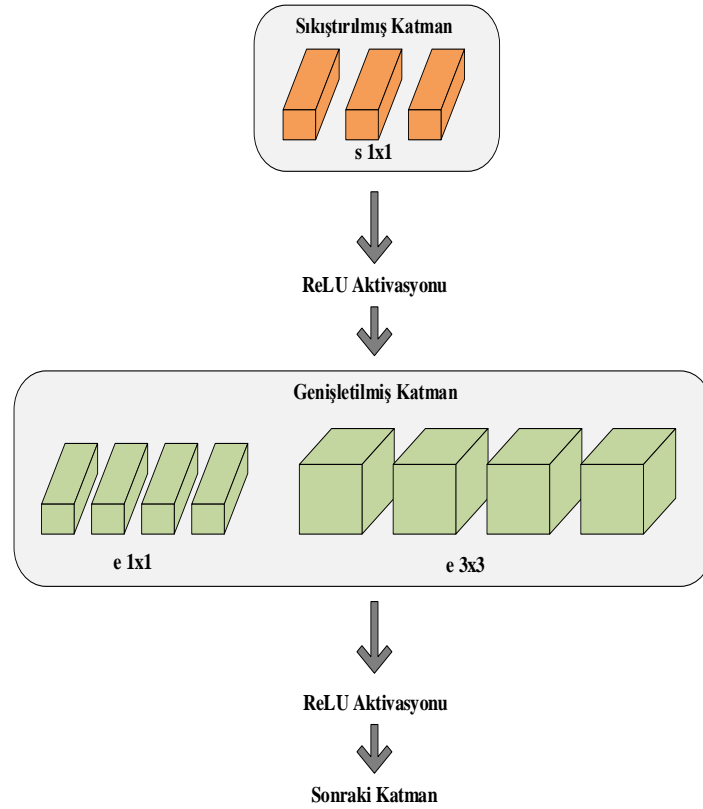 Sıkıştırılmış Katman
s 1x1
ReLU Aktivasyonu
Genişletilmiş Katman
e 1x1
e 3x3
ReLU Aktivasyonu
Sonraki Katman